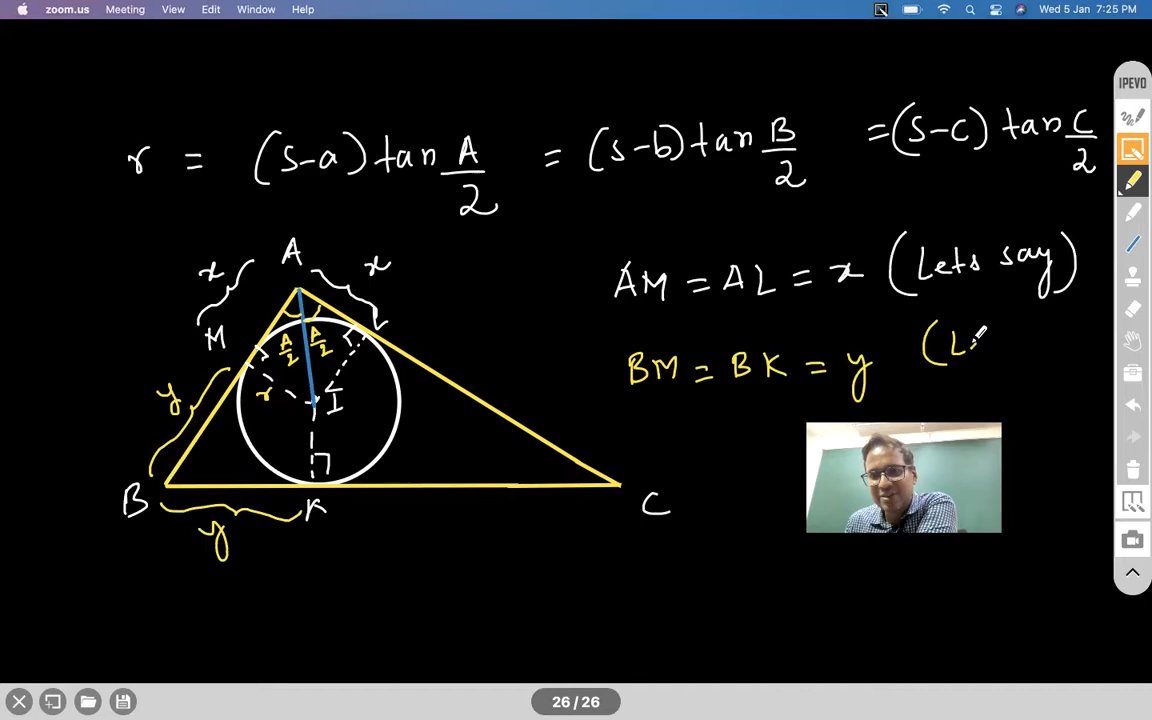 zoom.us Meeting View Edit Window Help Wed 5 Jan 7:25 PM
IPEVO
r = (s-a) tan A/2 = (s-b) tan B/2 = (s-c) tan C/2
AM = AL = x (Lets say)
BM = BK = y (L
A
x
x
M
L
A/2
A/2
y
r
I
B
K
C
y
26/26